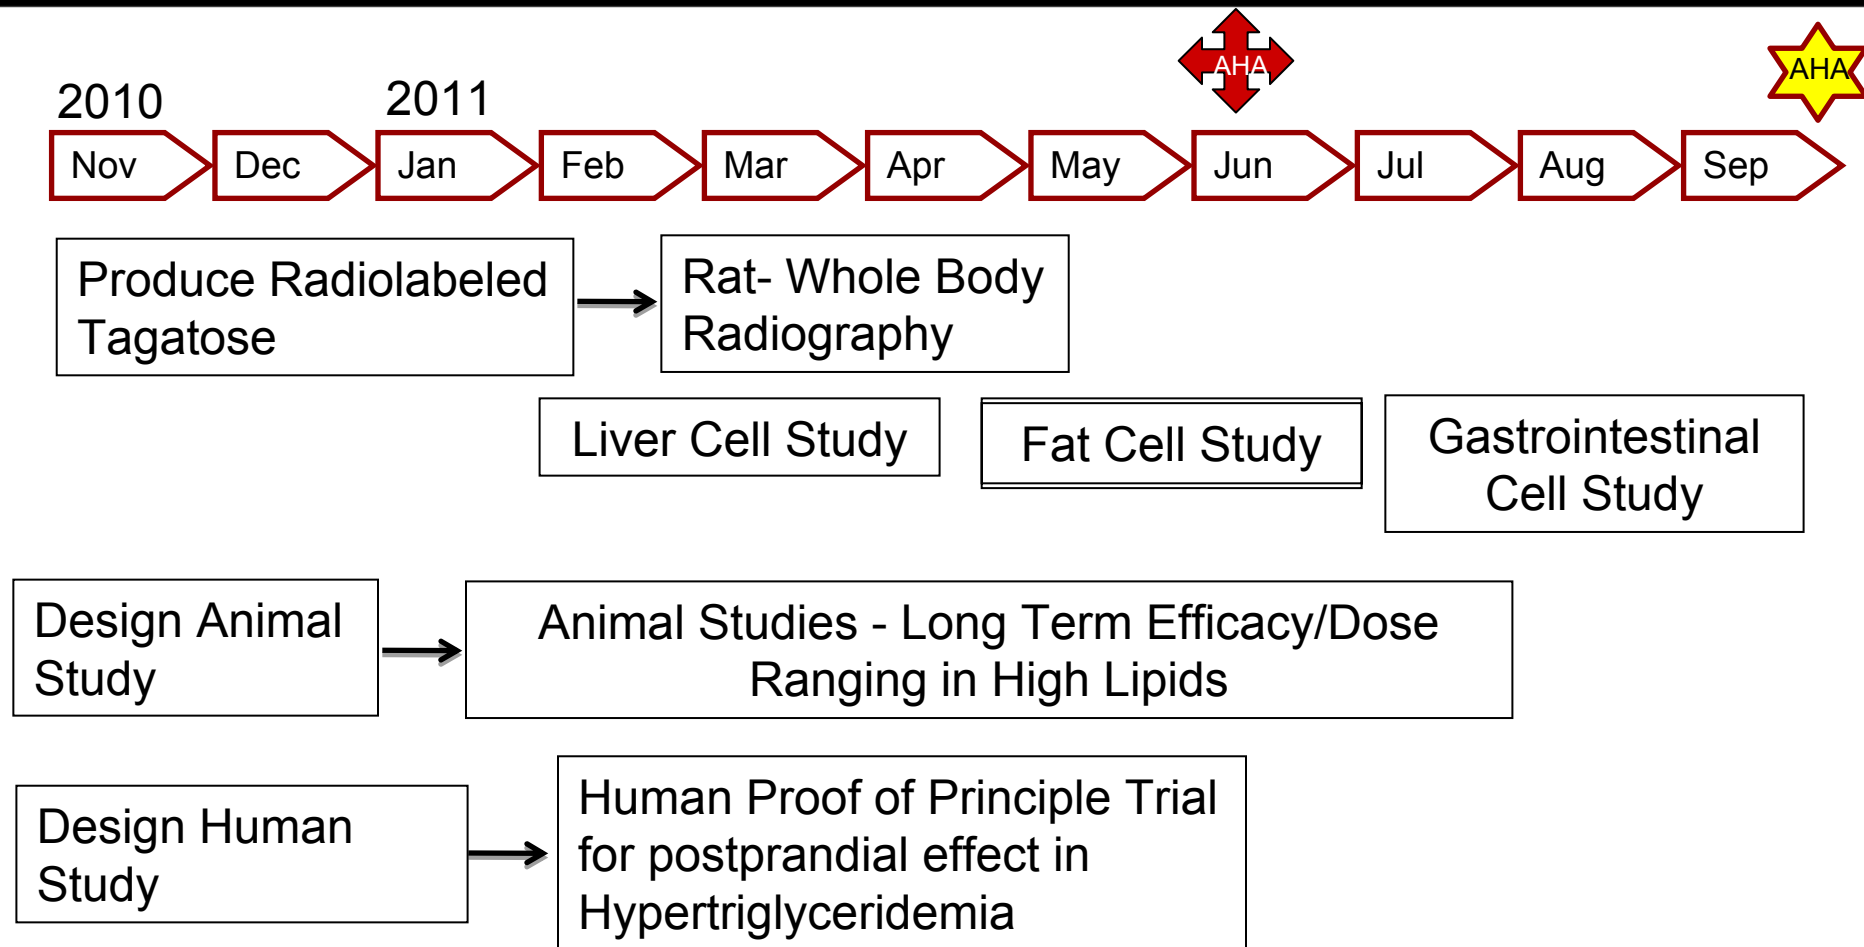 AHA
AHA
2010
2011
Nov
Dec
Jan
Feb
Mar
Apr
May
Jun
Jul
Aug
Sep
Produce Radiolabeled
Tagatose
Rat- Whole Body
Radiography
Liver Cell Study
Fat Cell Study
Gastrointestinal
Cell Study
Design Animal
Study
Animal Studies - Long Term Efficacy/Dose
Ranging in High Lipids
Design Human
Study
Human Proof of Principle Trial
for postprandial effect in
Hypertriglyceridemia